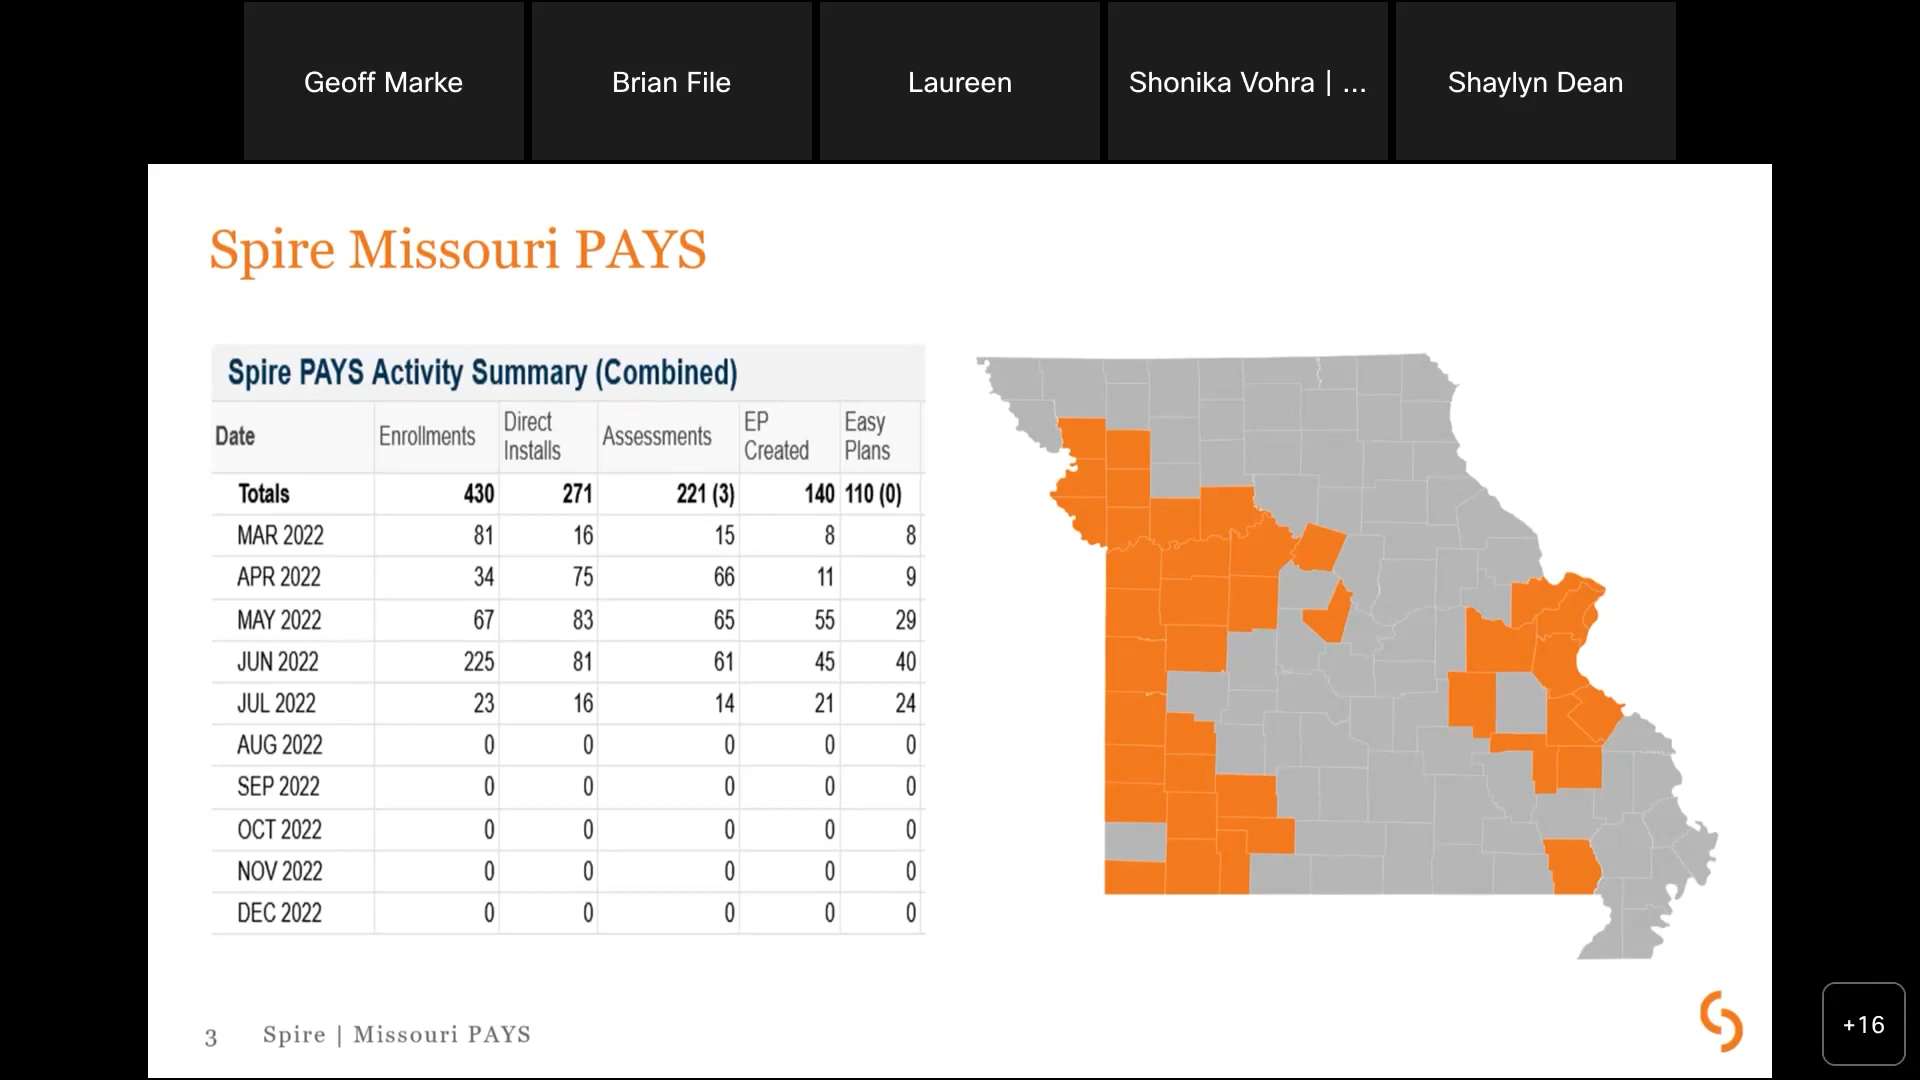 Geoff Marke
Brian File
Laureen
Shonika Vohra | ...
Shaylyn Dean
Spire Missouri PAYS
Spire PAYS Activity Summary (Combined)
Date Enrollments Direct Installs Assessments EP Created Easy Plans
Totals 430 271 221 (3) 140 110 (0)
MAR 2022 81 16 15 8 8
APR 2022 34 75 66 11 9
MAY 2022 67 83 65 55 29
JUN 2022 225 81 61 45 40
JUL 2022 23 16 14 21 24
AUG 2022 0 0 0 0 0
SEP 2022 0 0 0 0 0
OCT 2022 0 0 0 0 0
NOV 2022 0 0 0 0 0
DEC 2022 0 0 0 0 0
3 Spire | Missouri PAYS
+16